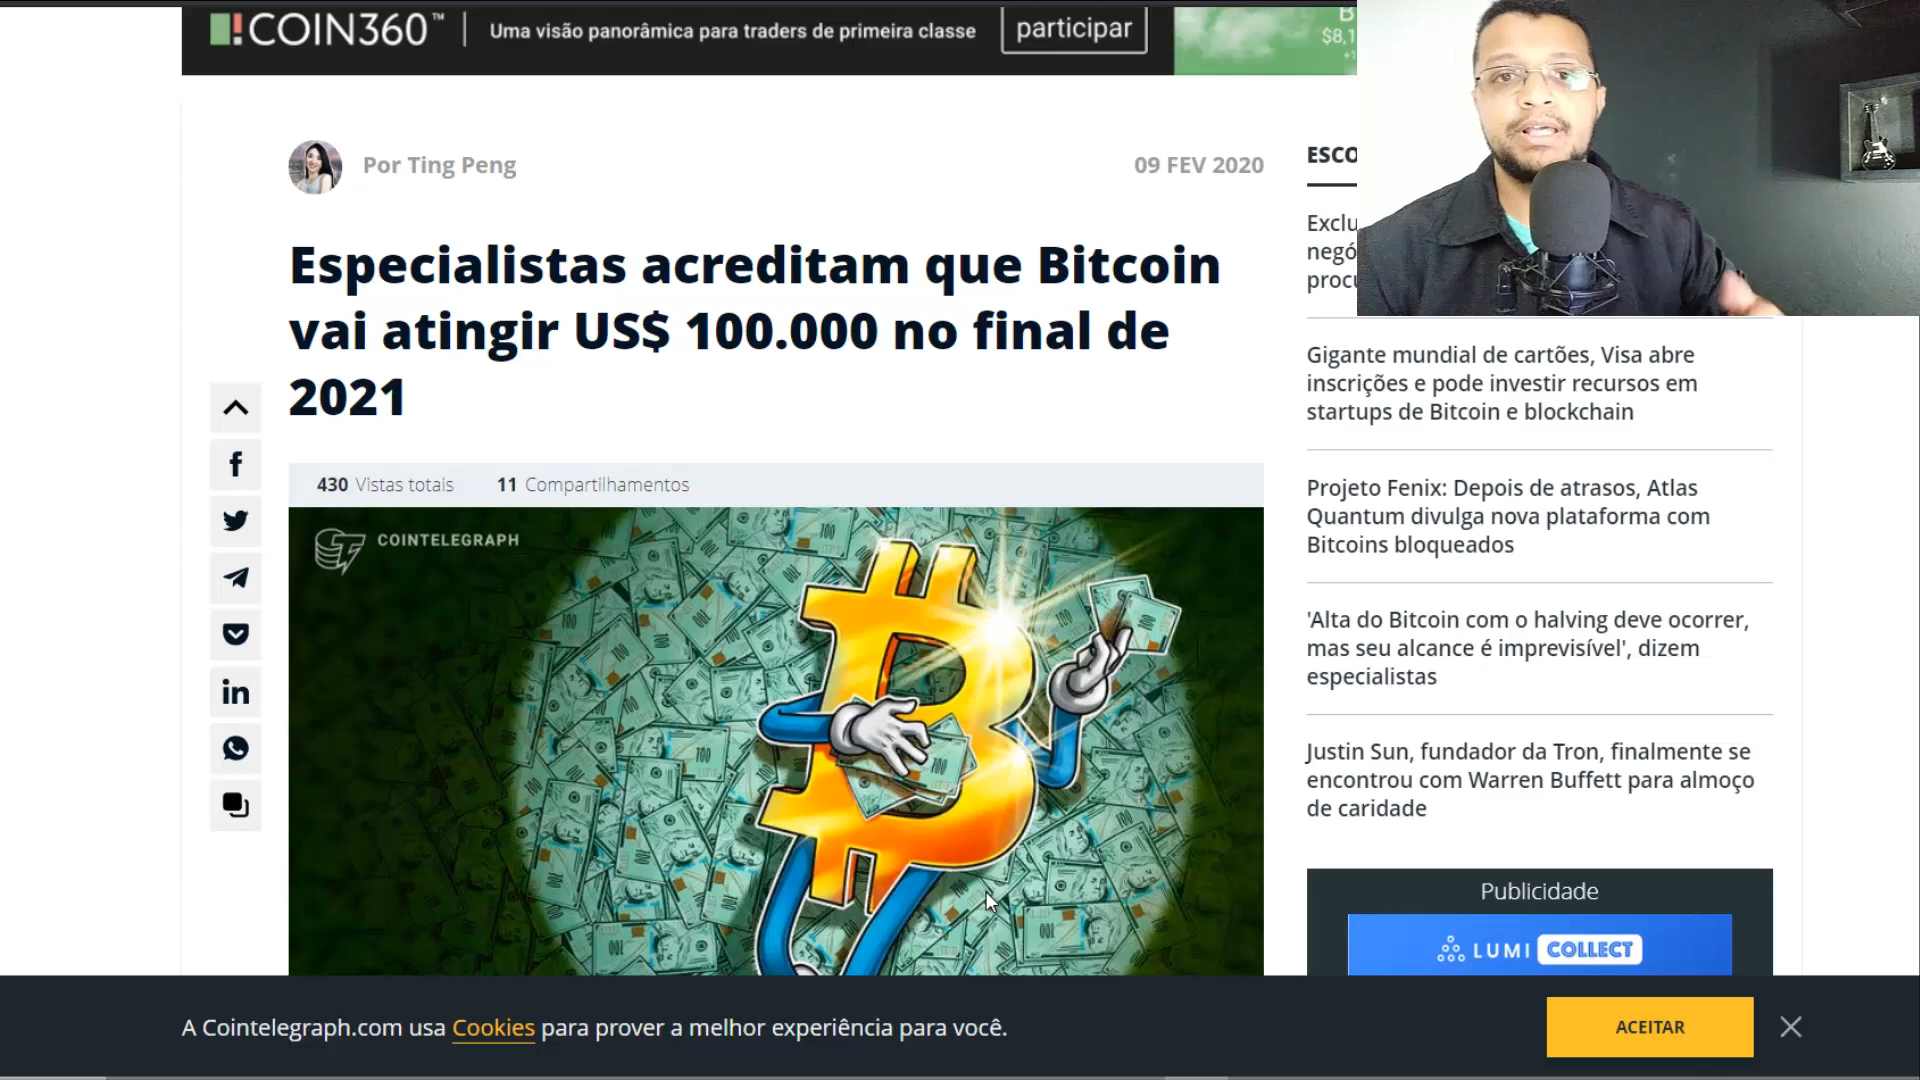 COIN360™
Uma visão panorâmica para traders de primeira classe
participar
B
$8,1
Por Ting Peng
09 FEV 2020
Especialistas acreditam que Bitcoin
vai atingir US$ 100.000 no final de
2021
430 Vistas totais
11 Compartilhamentos
COINTELEGRAPH
ESCO
Exclu
negó
procu
Gigante mundial de cartões, Visa abre
inscrições e pode investir recursos em
startups de Bitcoin e blockchain
Projeto Fenix: Depois de atrasos, Atlas
Quantum divulga nova plataforma com
Bitcoins bloqueados
'Alta do Bitcoin com o halving deve ocorrer,
mas seu alcance é imprevisível', dizem
especialistas
Justin Sun, fundador da Tron, finalmente se
encontrou com Warren Buffett para almoço
de caridade
Publicidade
LUMI COLLECT
A Cointelegraph.com usa Cookies para prover a melhor experiência para você.
ACEITAR